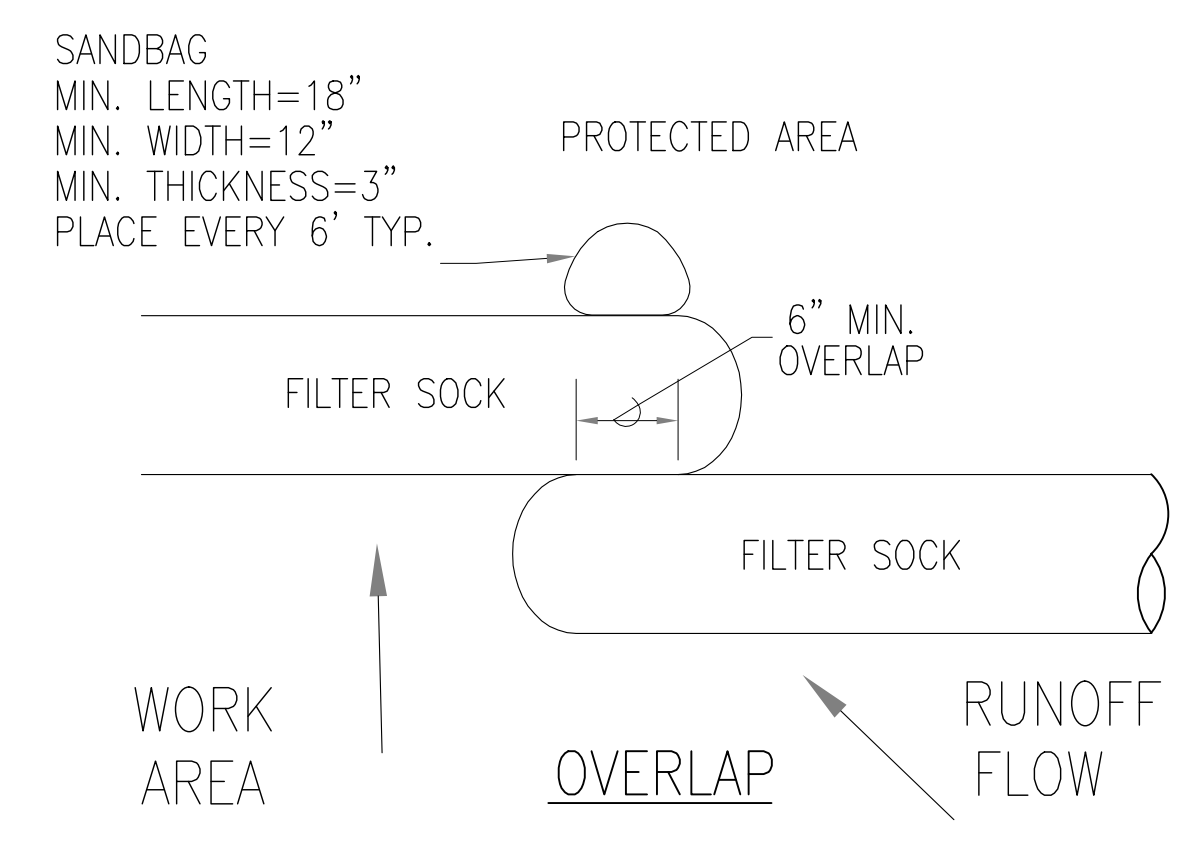 SANDBAG
MIN. LENGTH=18"
MIN. WIDTH=12"
MIN. THICKNESS=3"
PLACE EVERY 6' TYP.
PROTECTED AREA
6" MIN.
OVERLAP
FILTER SOCK
FILTER SOCK
WORK
AREA
OVERLAP
RUNOFF
FLOW